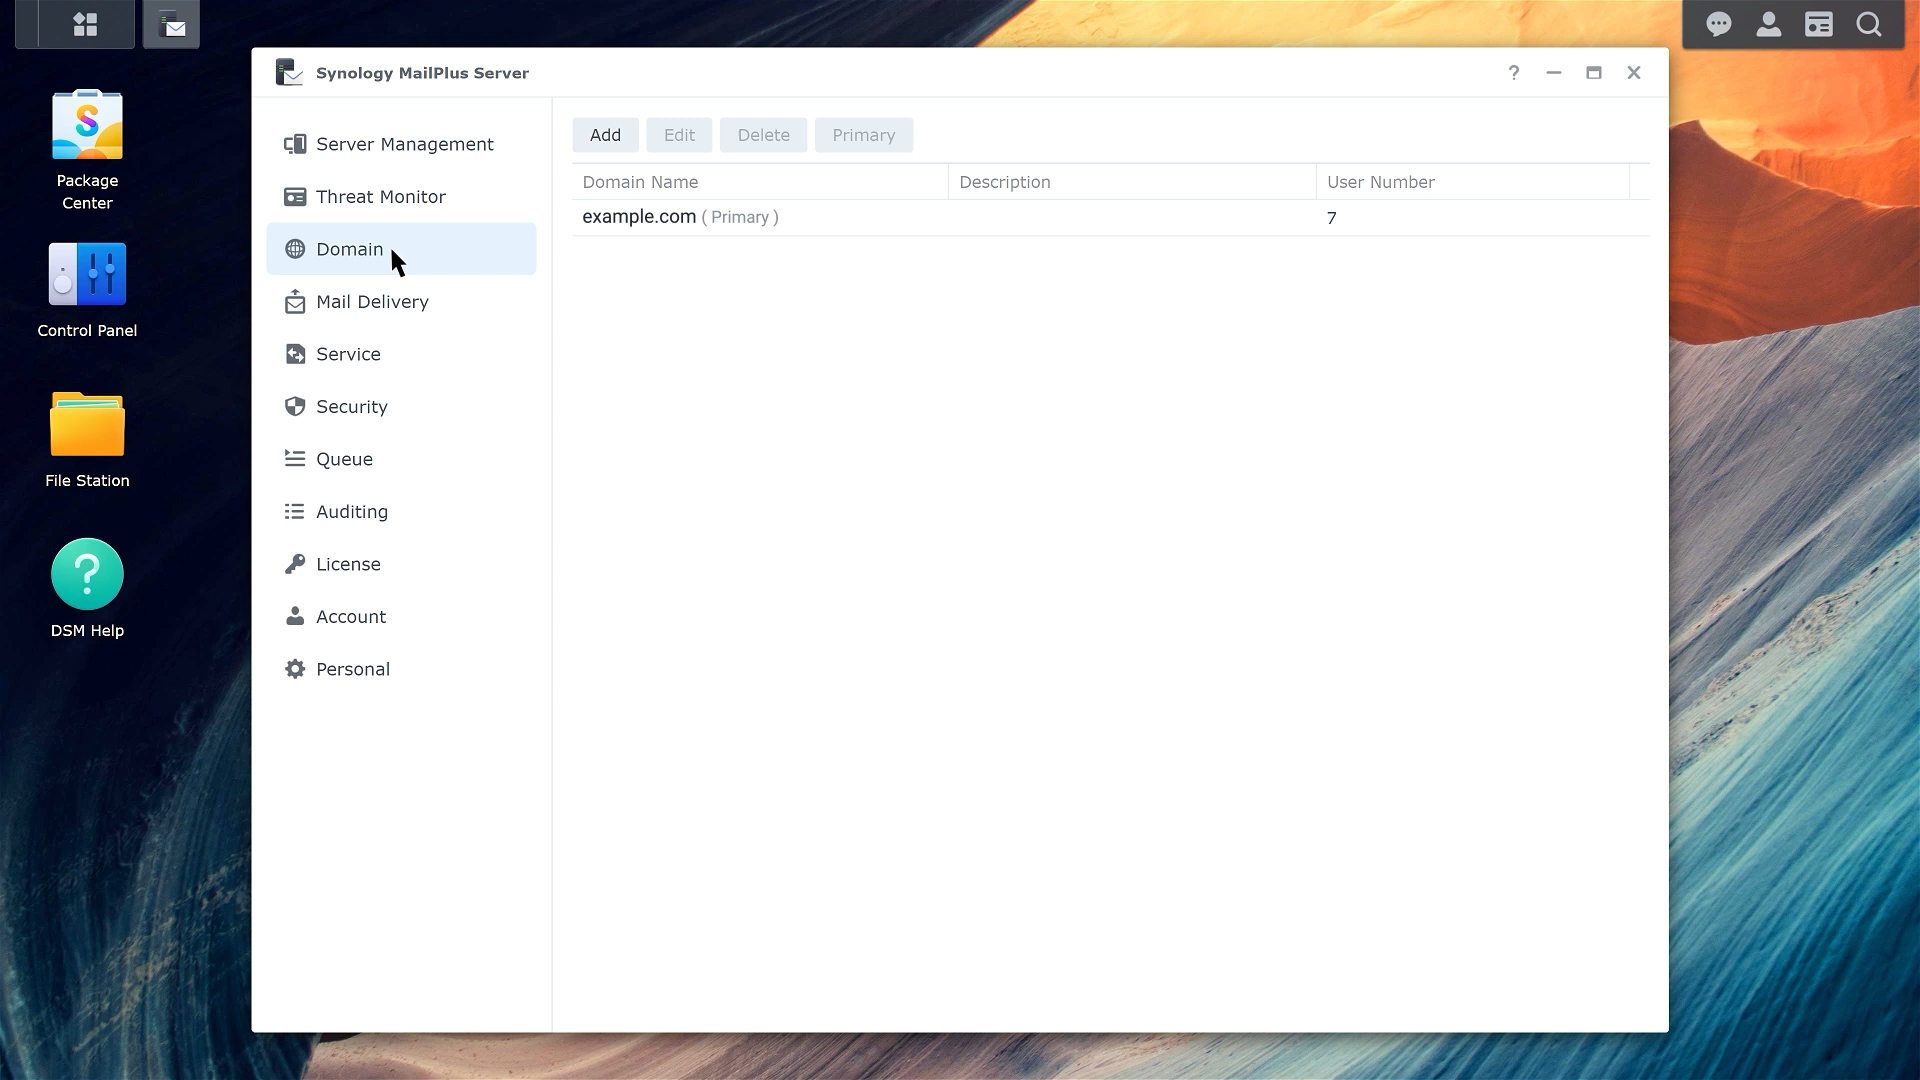 Synology MailPlus Server
Package
Center
Control Panel
File Station
DSM Help
Server Management
Threat Monitor
Domain
Mail Delivery
Service
Security
Queue
Auditing
License
Account
Personal
Add Edit Delete Primary
Domain Name Description User Number
example.com ( Primary ) 7